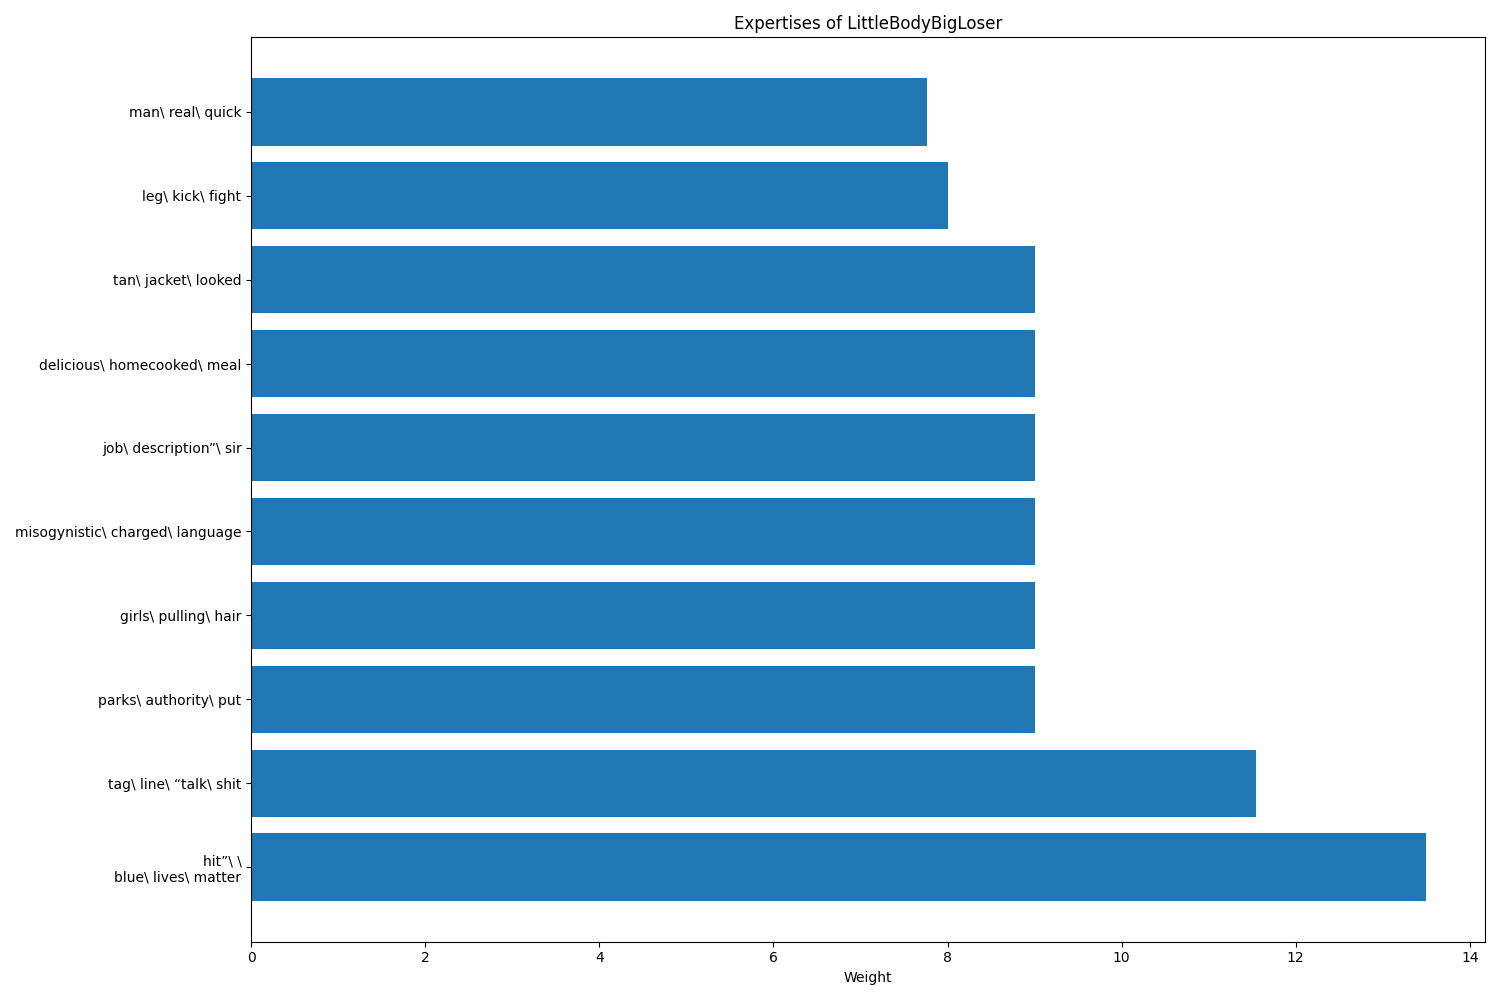 Expertises of LittleBodyBigLoser
man\ real\ quick
leg\ kick\ fight
tan\ jacket\ looked
delicious\ homecooked\ meal
job\ description”\ sir
misogynistic\ charged\ language
girls\ pulling\ hair
parks\ authority\ put
tag\ line\ “talk\ shit
hit”\ \
blue\ lives\ matter
0 2 4 6 8 10 12 14
Weight